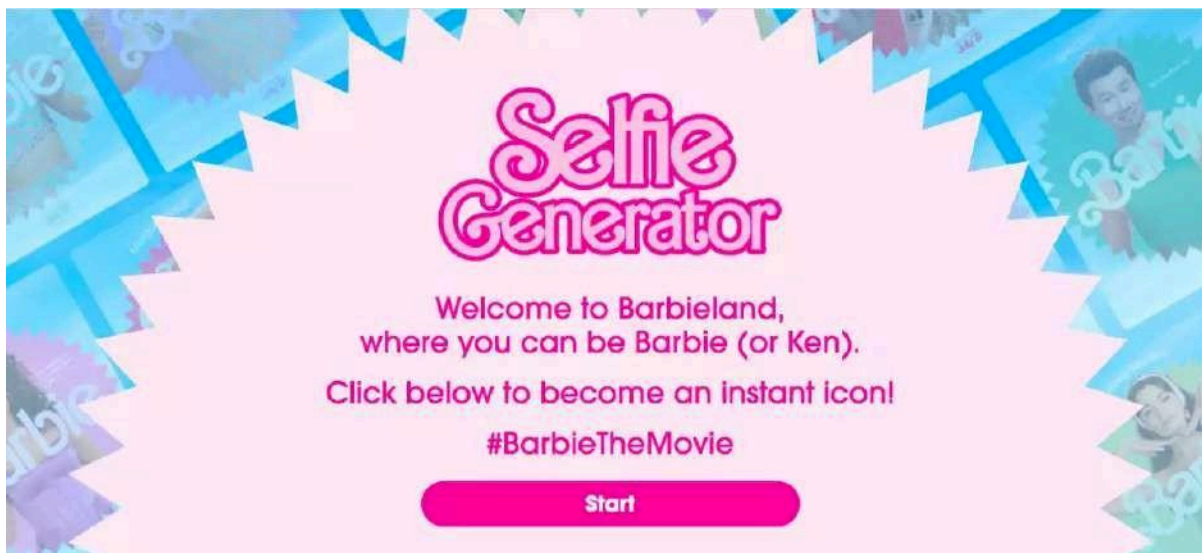 Selfie
Generator
Welcome to Barbieland,
where you can be Barbie (or Ken).
Click below to become an instant icon!
#BarbieTheMovie
Start